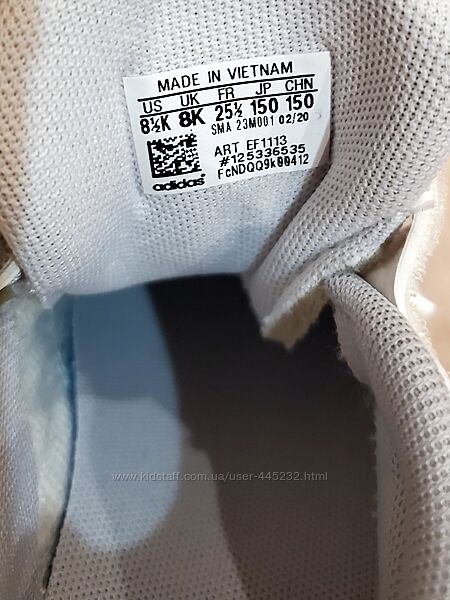 MADE IN VIETNAM
US UK FR JP CHN
8½K 8K 25½ 150 150
SMA 23M001 02/20
ART EF1113
#125336535
FcNDQQ9k00412
adidas
www.kidstaff.com.ua/user-445232.html